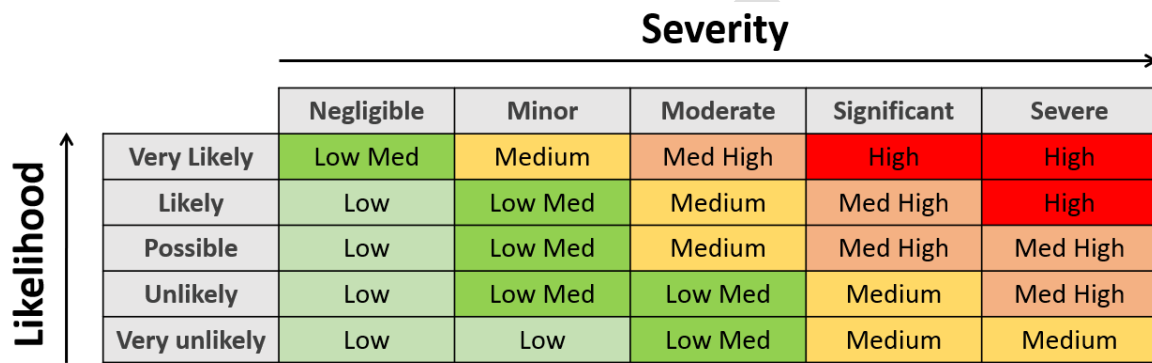 Severity
Negligible Minor Moderate Significant Severe
Very Likely Low Med Medium Med High High High
Likely Low Low Med Medium Med High High
Possible Low Low Med Medium Med High Med High
Unlikely Low Low Med Low Med Medium Med High
Very unlikely Low Low Low Med Medium Medium
Likelihood